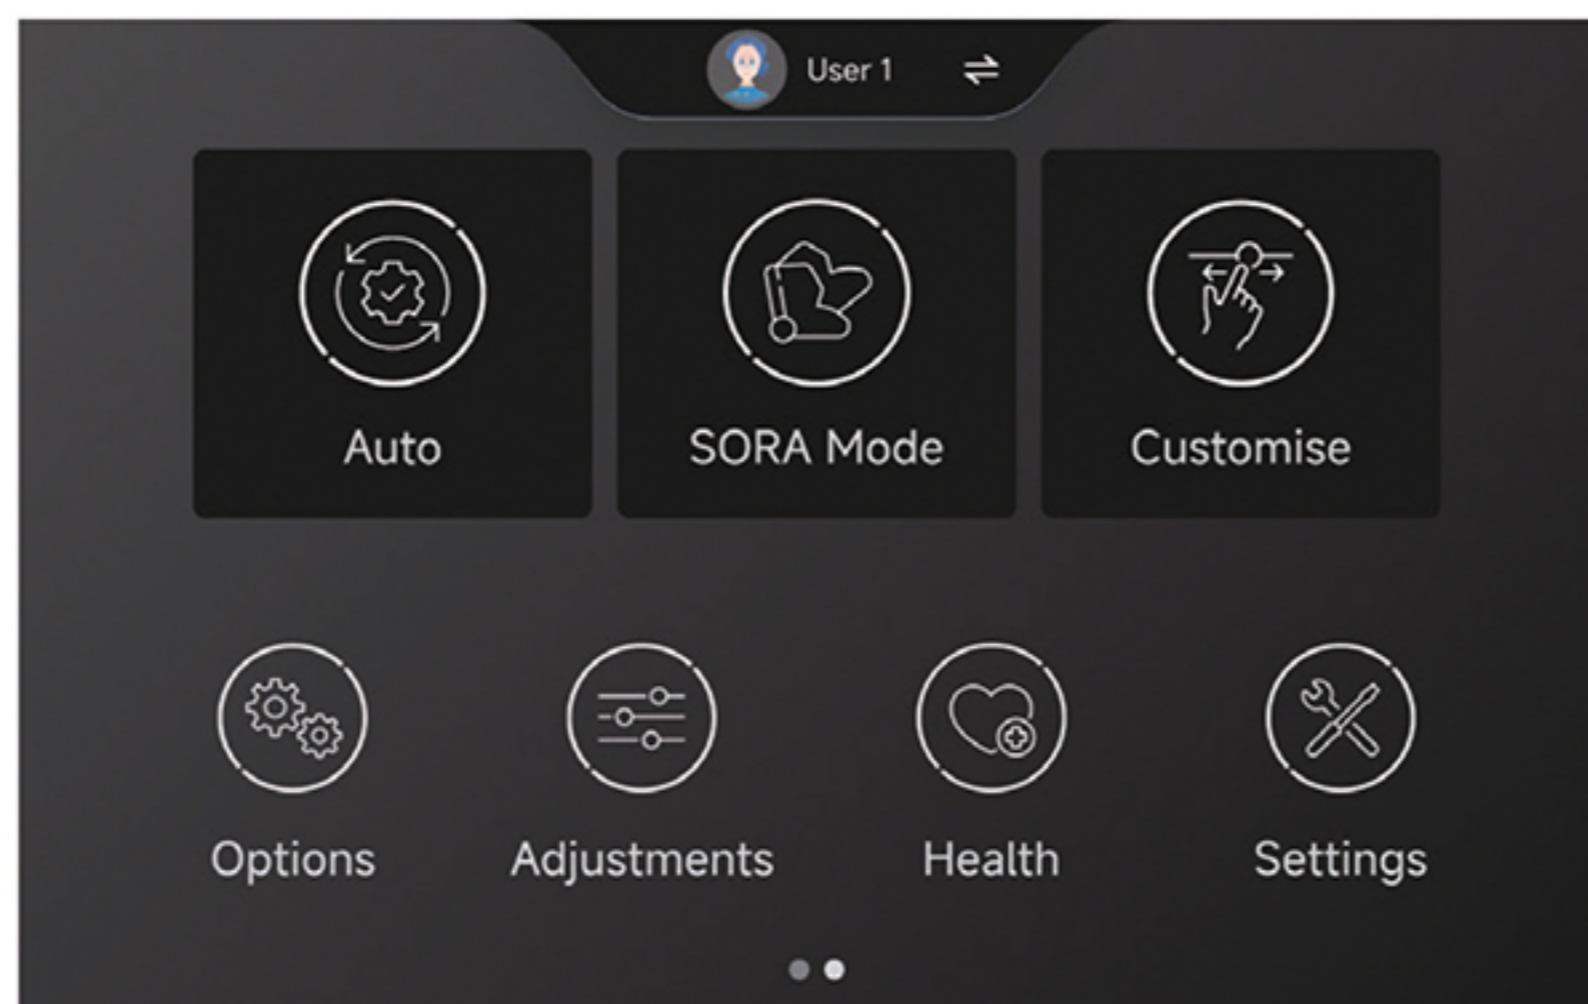 User 1
Auto
SORA Mode
Customise
Options
Adjustments
Health
Settings